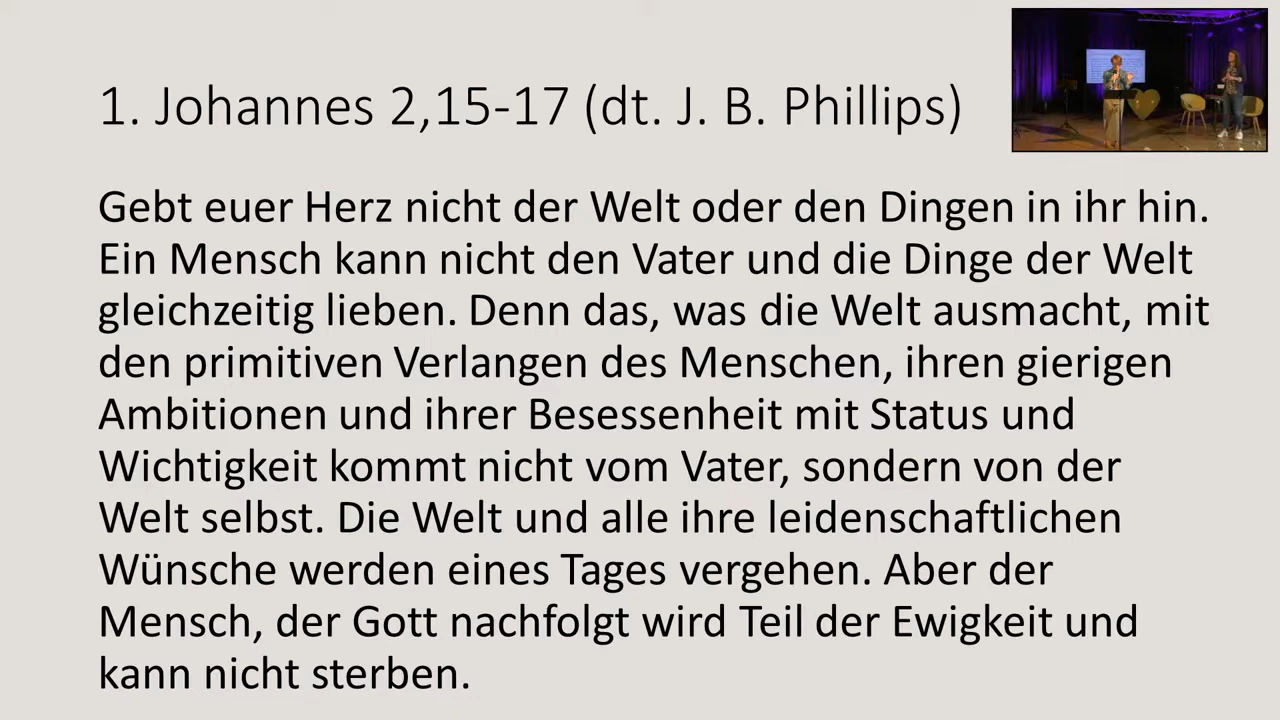 1. Johannes 2,15-17 (dt. J. B. Phillips)
Gebt euer Herz nicht der Welt oder den Dingen in ihr hin.
Ein Mensch kann nicht den Vater und die Dinge der Welt
gleichzeitig lieben. Denn das, was die Welt ausmacht, mit
den primitiven Verlangen des Menschen, ihren gierigen
Ambitionen und ihrer Besessenheit mit Status und
Wichtigkeit kommt nicht vom Vater, sondern von der
Welt selbst. Die Welt und alle ihre leidenschaftlichen
Wünsche werden eines Tages vergehen. Aber der
Mensch, der Gott nachfolgt wird Teil der Ewigkeit und
kann nicht sterben.